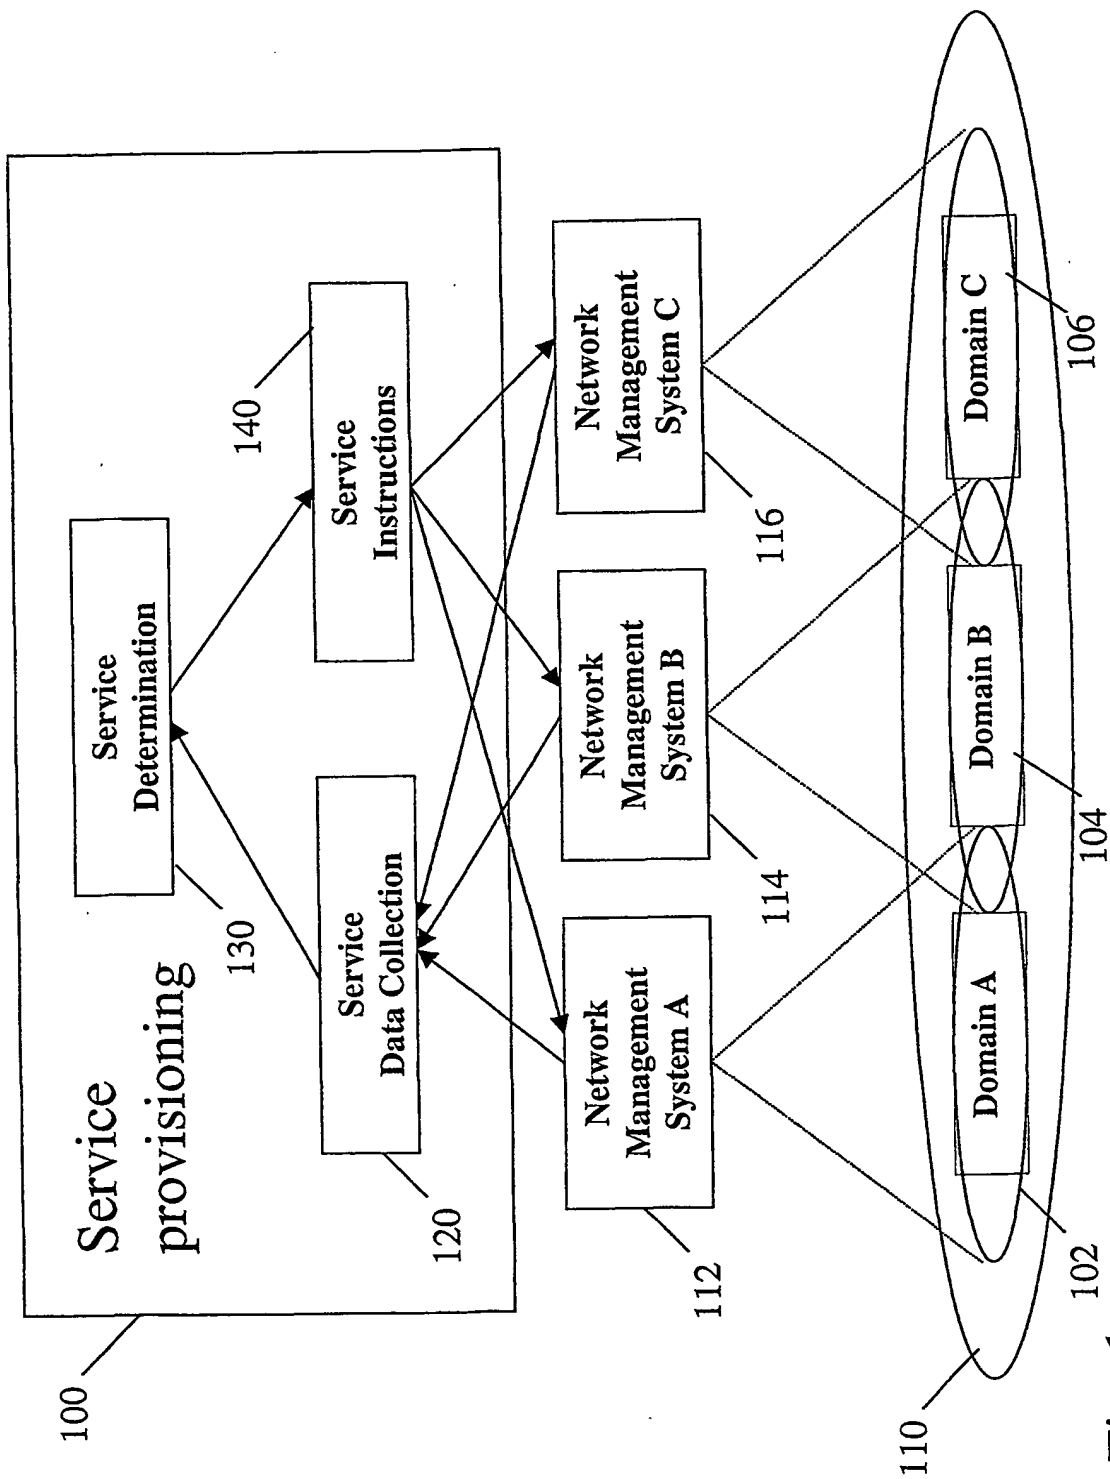 100
Service
provisioning
130
Service
Determination
140
120
Service
Data Collection
Service
Instructions
112
Network
Management
System A
114
Network
Management
System B
116
Network
Management
System C
110
102
Domain A
104
Domain B
106
Domain C